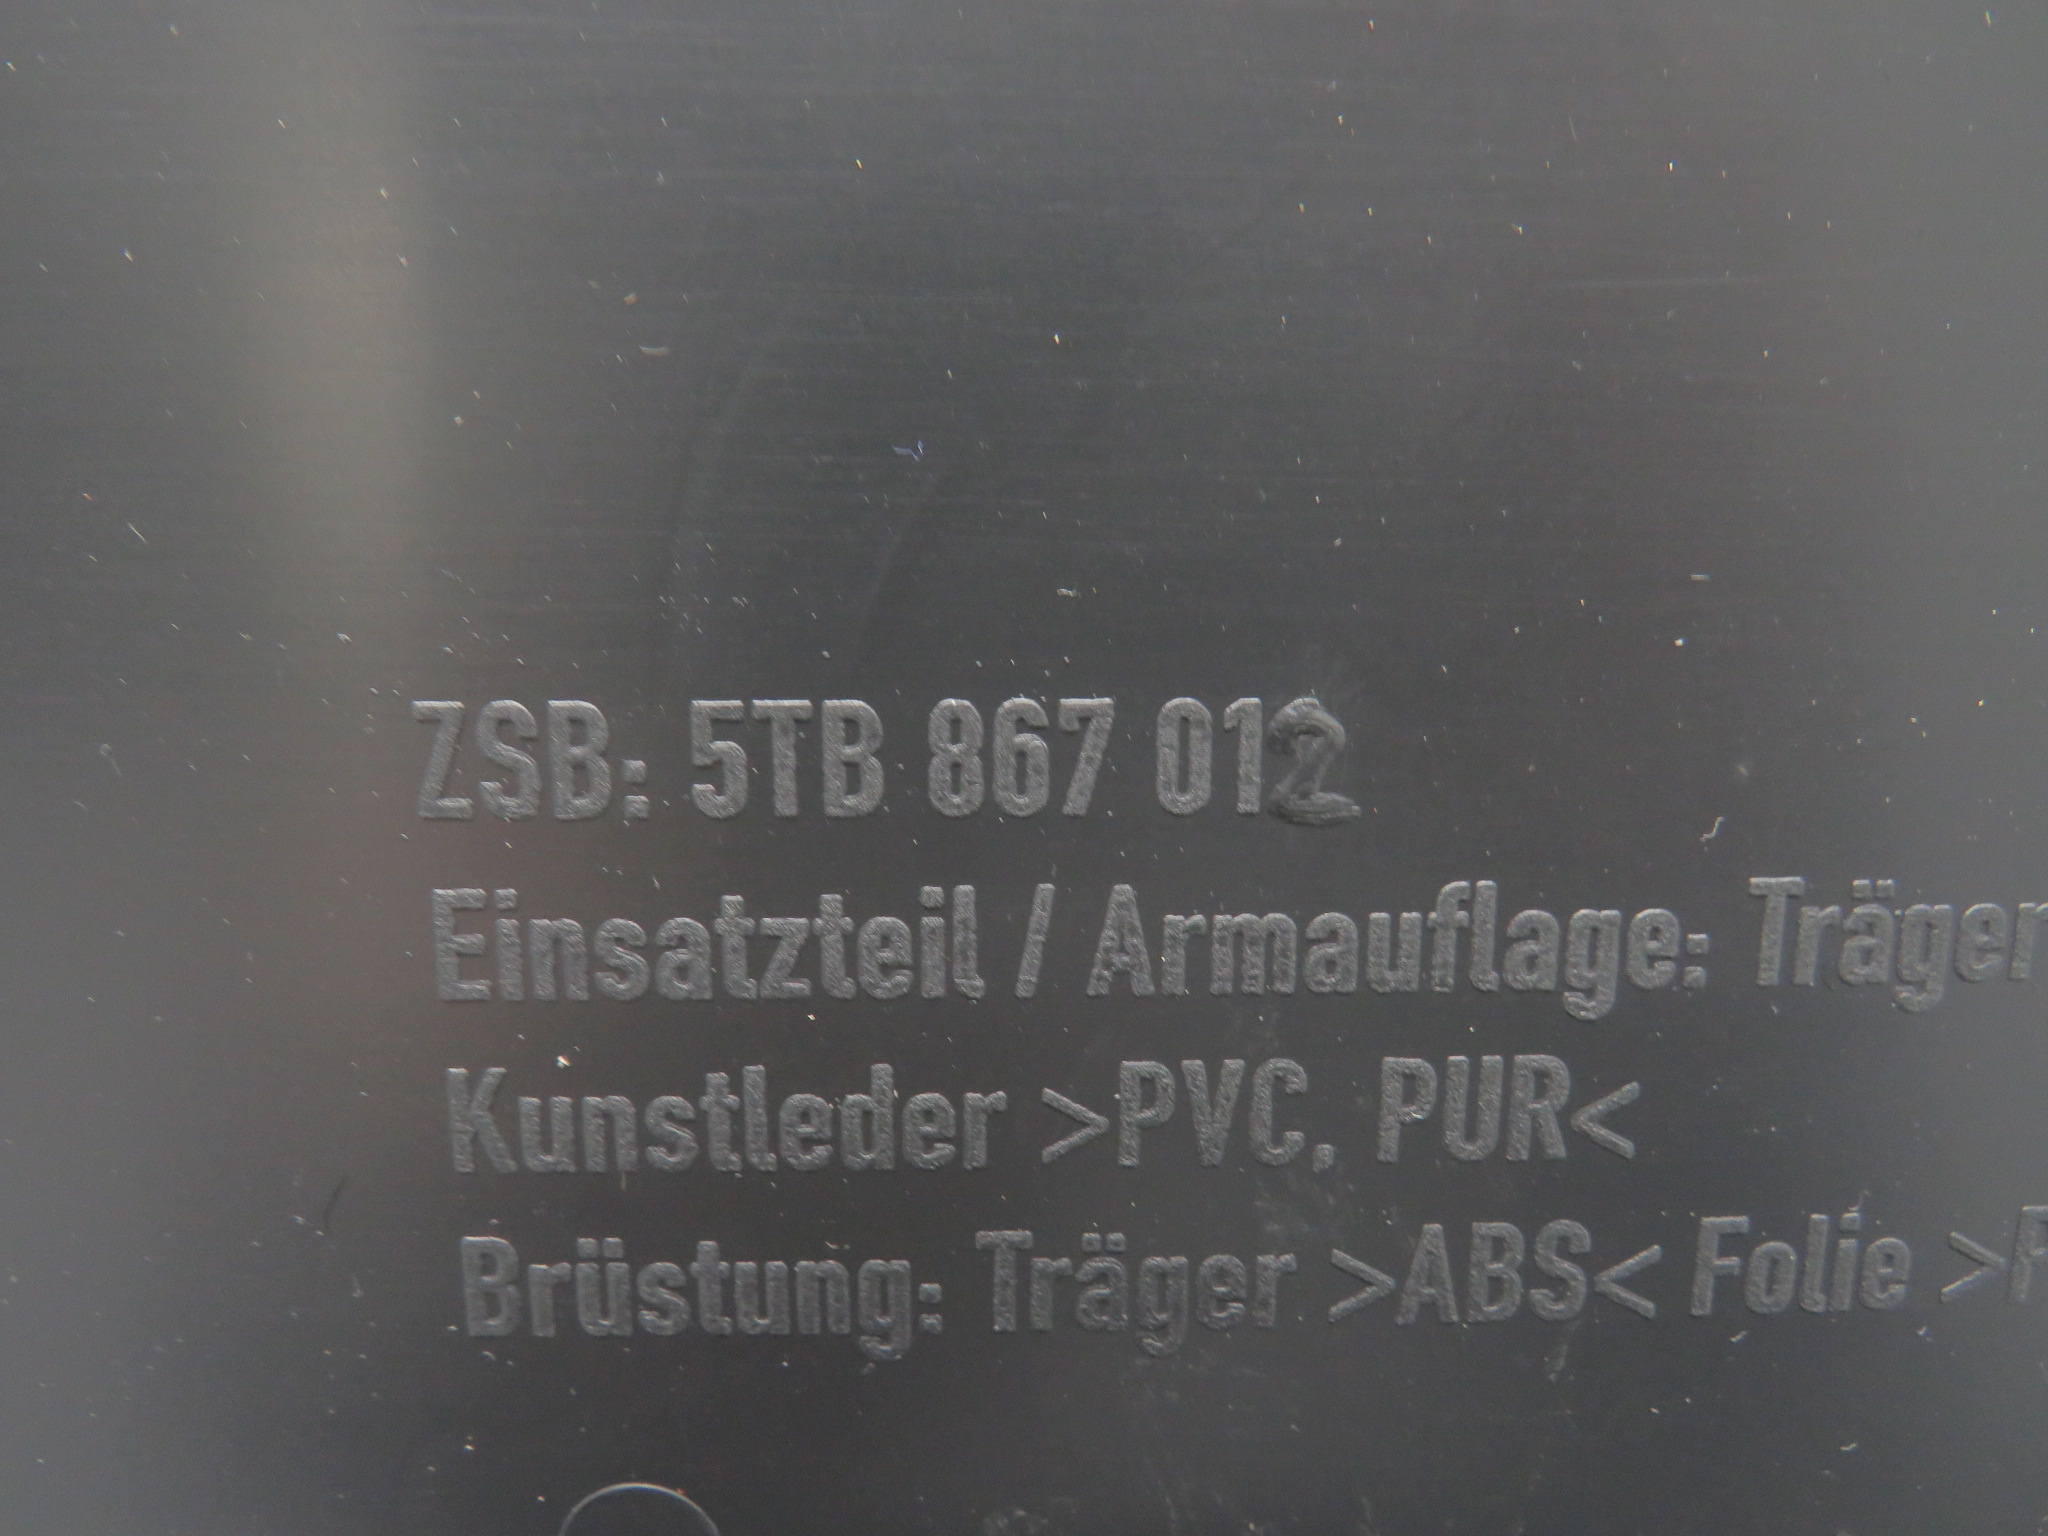 ZSB: 5TB 867 012
Einsatzteil / Armauflage: Träger
Kunstleder >PVC, PUR<
Brüstung: Träger >ABS< Folie >